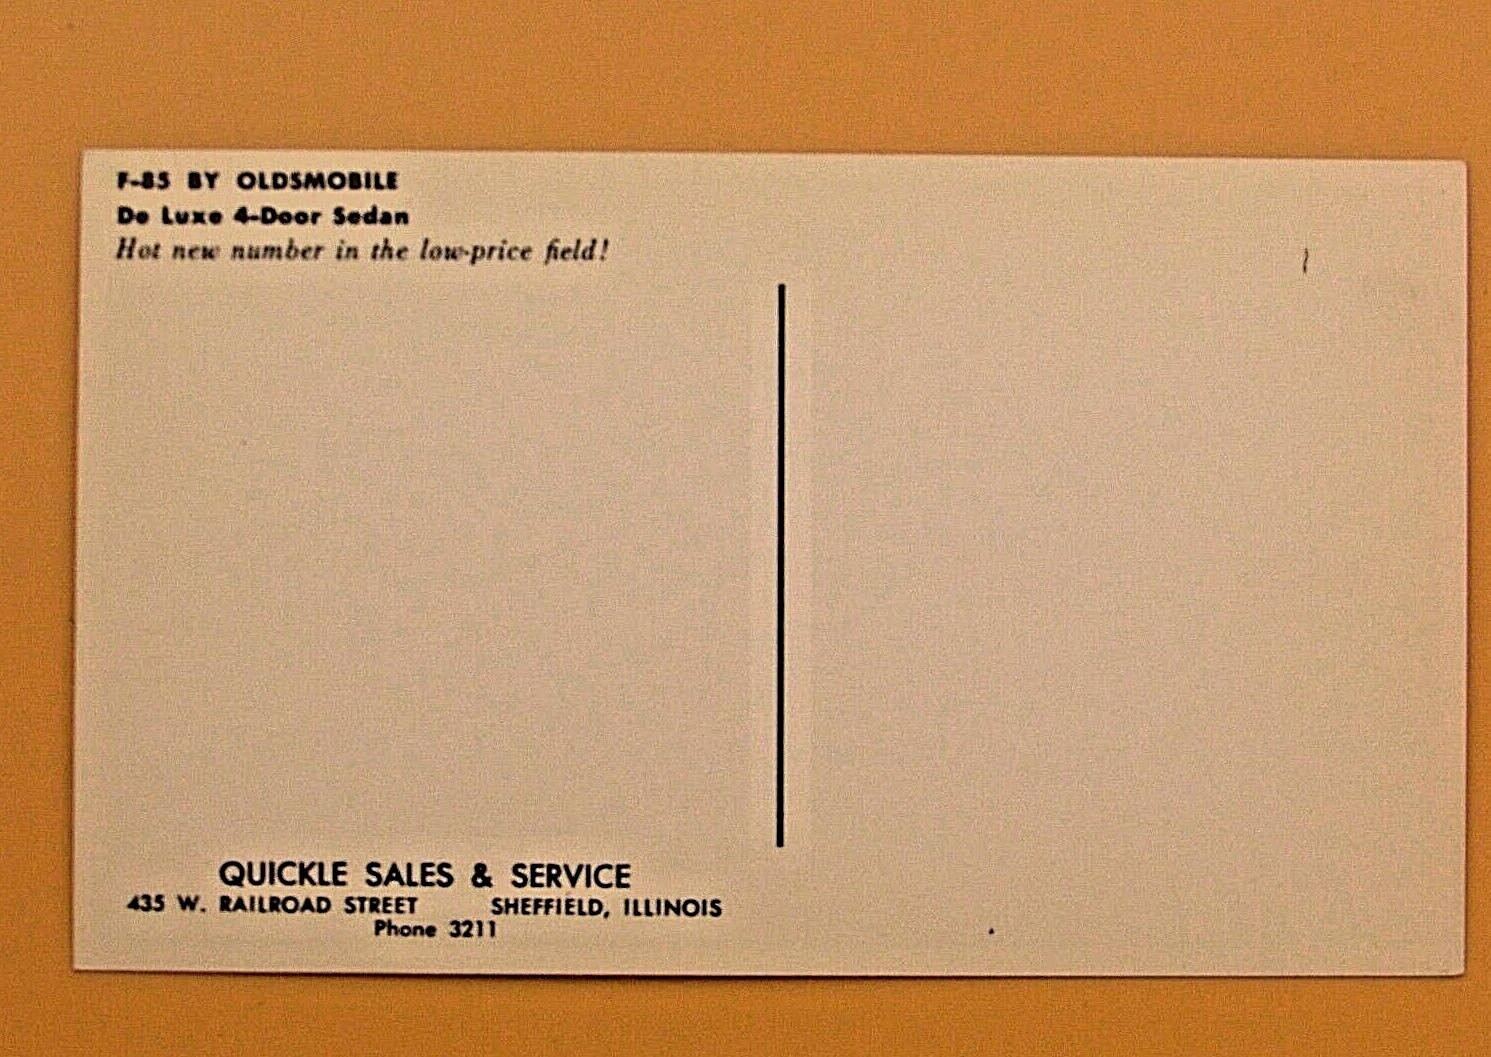 F-85 BY OLDSMOBILE
De Luxe 4-Door Sedan
Hot new number in the low-price field!
QUICKLE SALES & SERVICE
435 W. RAILROAD STREET SHEFFIELD, ILLINOIS
Phone 3211